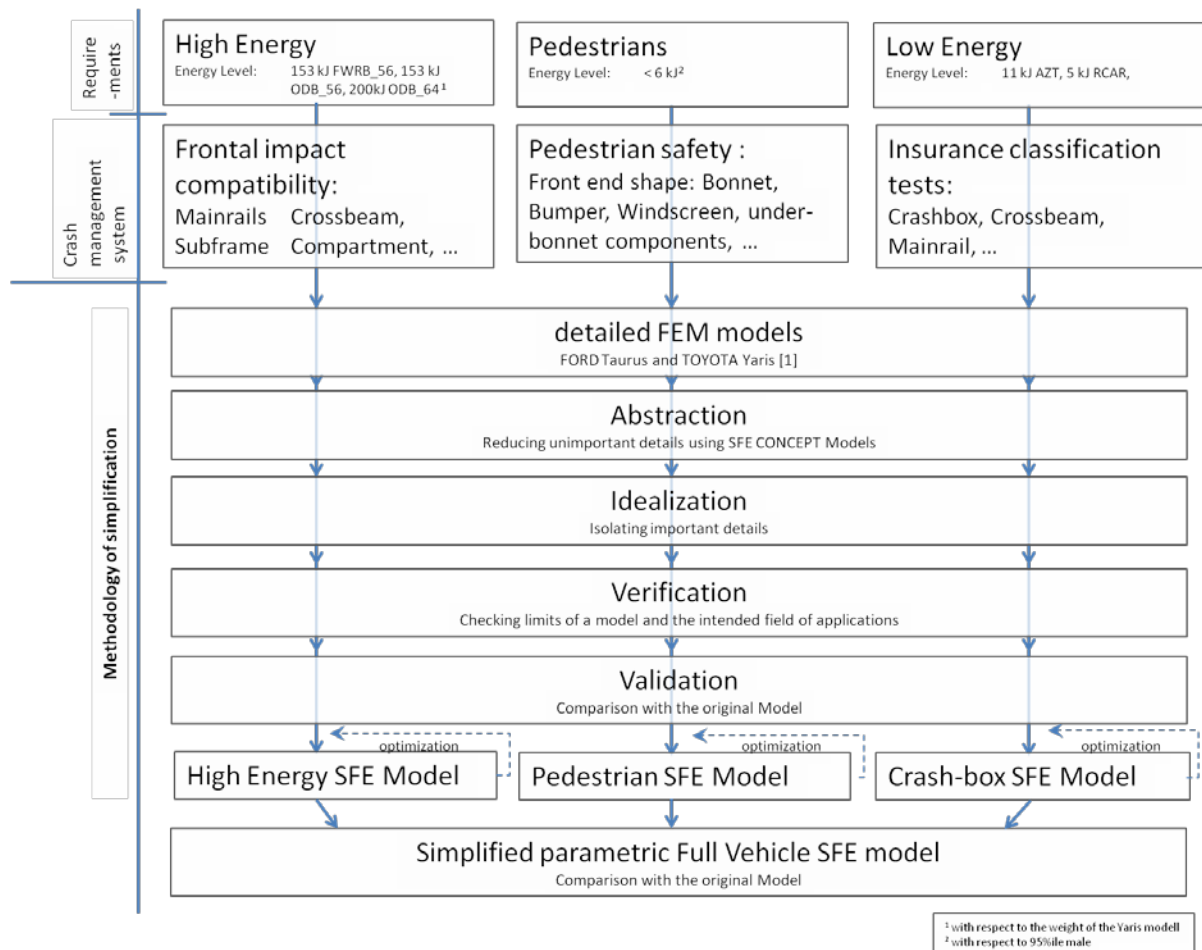 Require
-ments
High Energy
Energy Level: 153 kJ FWRB_56, 153 kJ
ODB_56, 200kJ ODB_64¹
Pedestrians
Energy Level: < 6 kJ²
Low Energy
Energy Level: 11 kJ AZT, 5 kJ RCAR,
Crash
management
system
Frontal impact
compatibility:
Mainrails Crossbeam,
Subframe Compartment, ...
Pedestrian safety :
Front end shape: Bonnet,
Bumper, Windscreen, under-
bonnet components, ...
Insurance classification
tests:
Crashbox, Crossbeam,
Mainrail, ...
Methodology of simplification
detailed FEM models
FORD Taurus and TOYOTA Yaris [1]
Abstraction
Reducing unimportant details using SFE CONCEPT Models
Idealization
Isolating important details
Verification
Checking limits of a model and the intended field of applications
Validation
Comparison with the original Model
optimization
optimization
optimization
High Energy SFE Model
Pedestrian SFE Model
Crash-box SFE Model
Simplified parametric Full Vehicle SFE model
Comparison with the original Model
¹ with respect to the weight of the Yaris modell
² with respect to 95%ile male